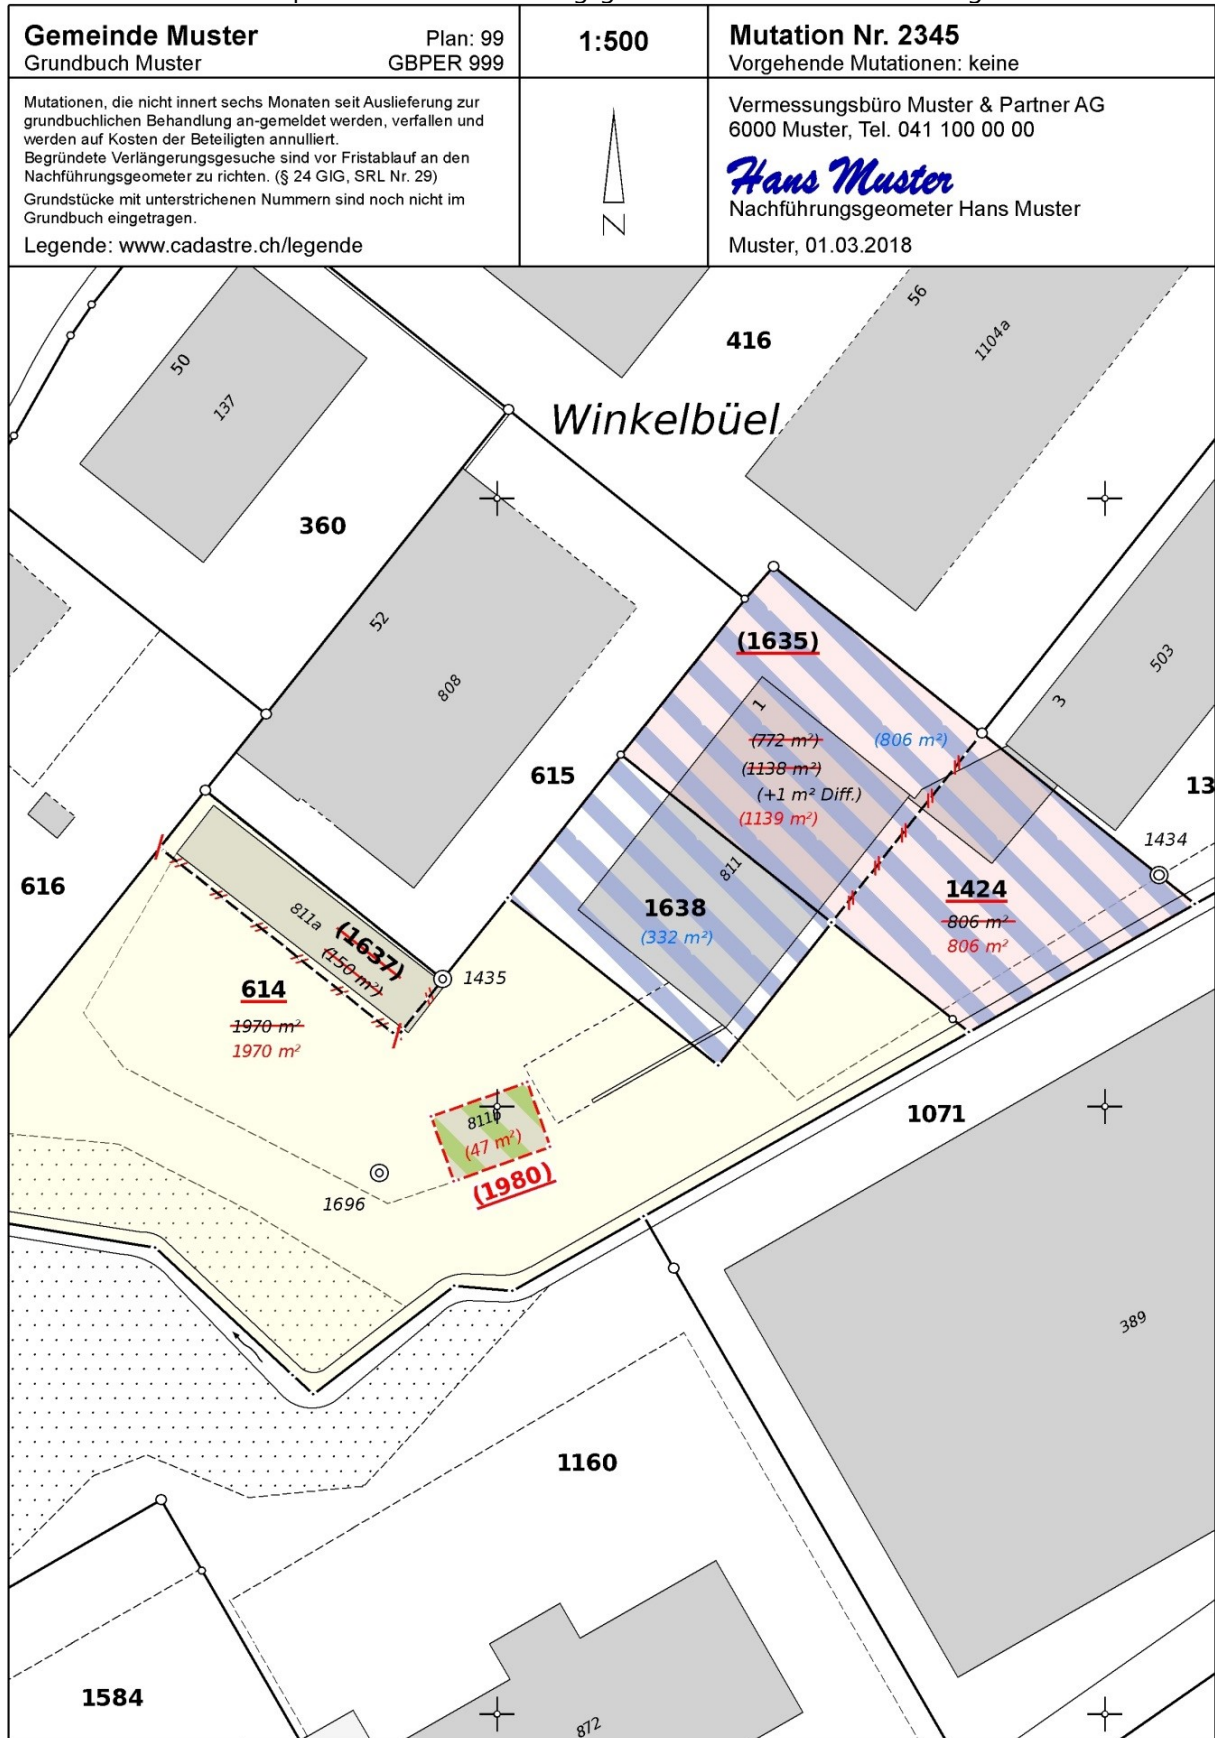 Gemeinde Muster
Plan: 99
Grundbuch Muster
GBPER 999
1:500
Mutation Nr. 2345
Vorgehende Mutationen: keine
Mutationen, die nicht innert sechs Monaten seit Auslieferung zur
grundbuchlichen Behandlung an-gemeldet werden, verfallen und
werden auf Kosten der Beteiligten annulliert.
Begründete Verlängerungsgesuche sind vor Fristablauf an den
Nachführungsgeometer zu richten. (§ 24 GIG, SRL Nr. 29)
Grundstücke mit unterstrichenen Nummern sind noch nicht im
Grundbuch eingetragen.
Legende: www.cadastre.ch/legende
N
Vermessungsbüro Muster & Partner AG
6000 Muster, Tel. 041 100 00 00
Hans Muster
Nachführungsgeometer Hans Muster
Muster, 01.03.2018
56
416
1104a
50
137
Winkelbüel
360
52
808
(1635)
503
3
1
(772 m²)
(806 m²)
(1138 m²)
(+1 m² Diff.)
(1139 m²)
615
13
1434
616
811
1424
806 m²
806 m²
1638
(332 m²)
811a
(1637)
(150 m²)
1435
614
1970 m²
1970 m²
811b
(47 m²)
(1980)
1071
1696
389
1160
1584
872